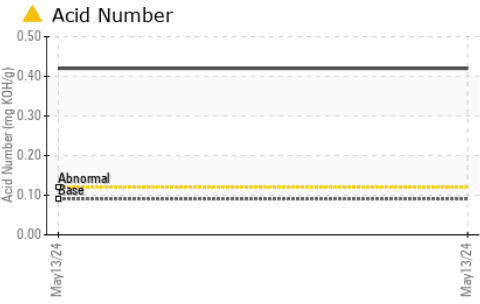 Acid Number
Acid Number (mg KOH/g)
0.50
0.40
0.30
0.20
0.10
0.00
Abnormal
Base
May13/24
May13/24